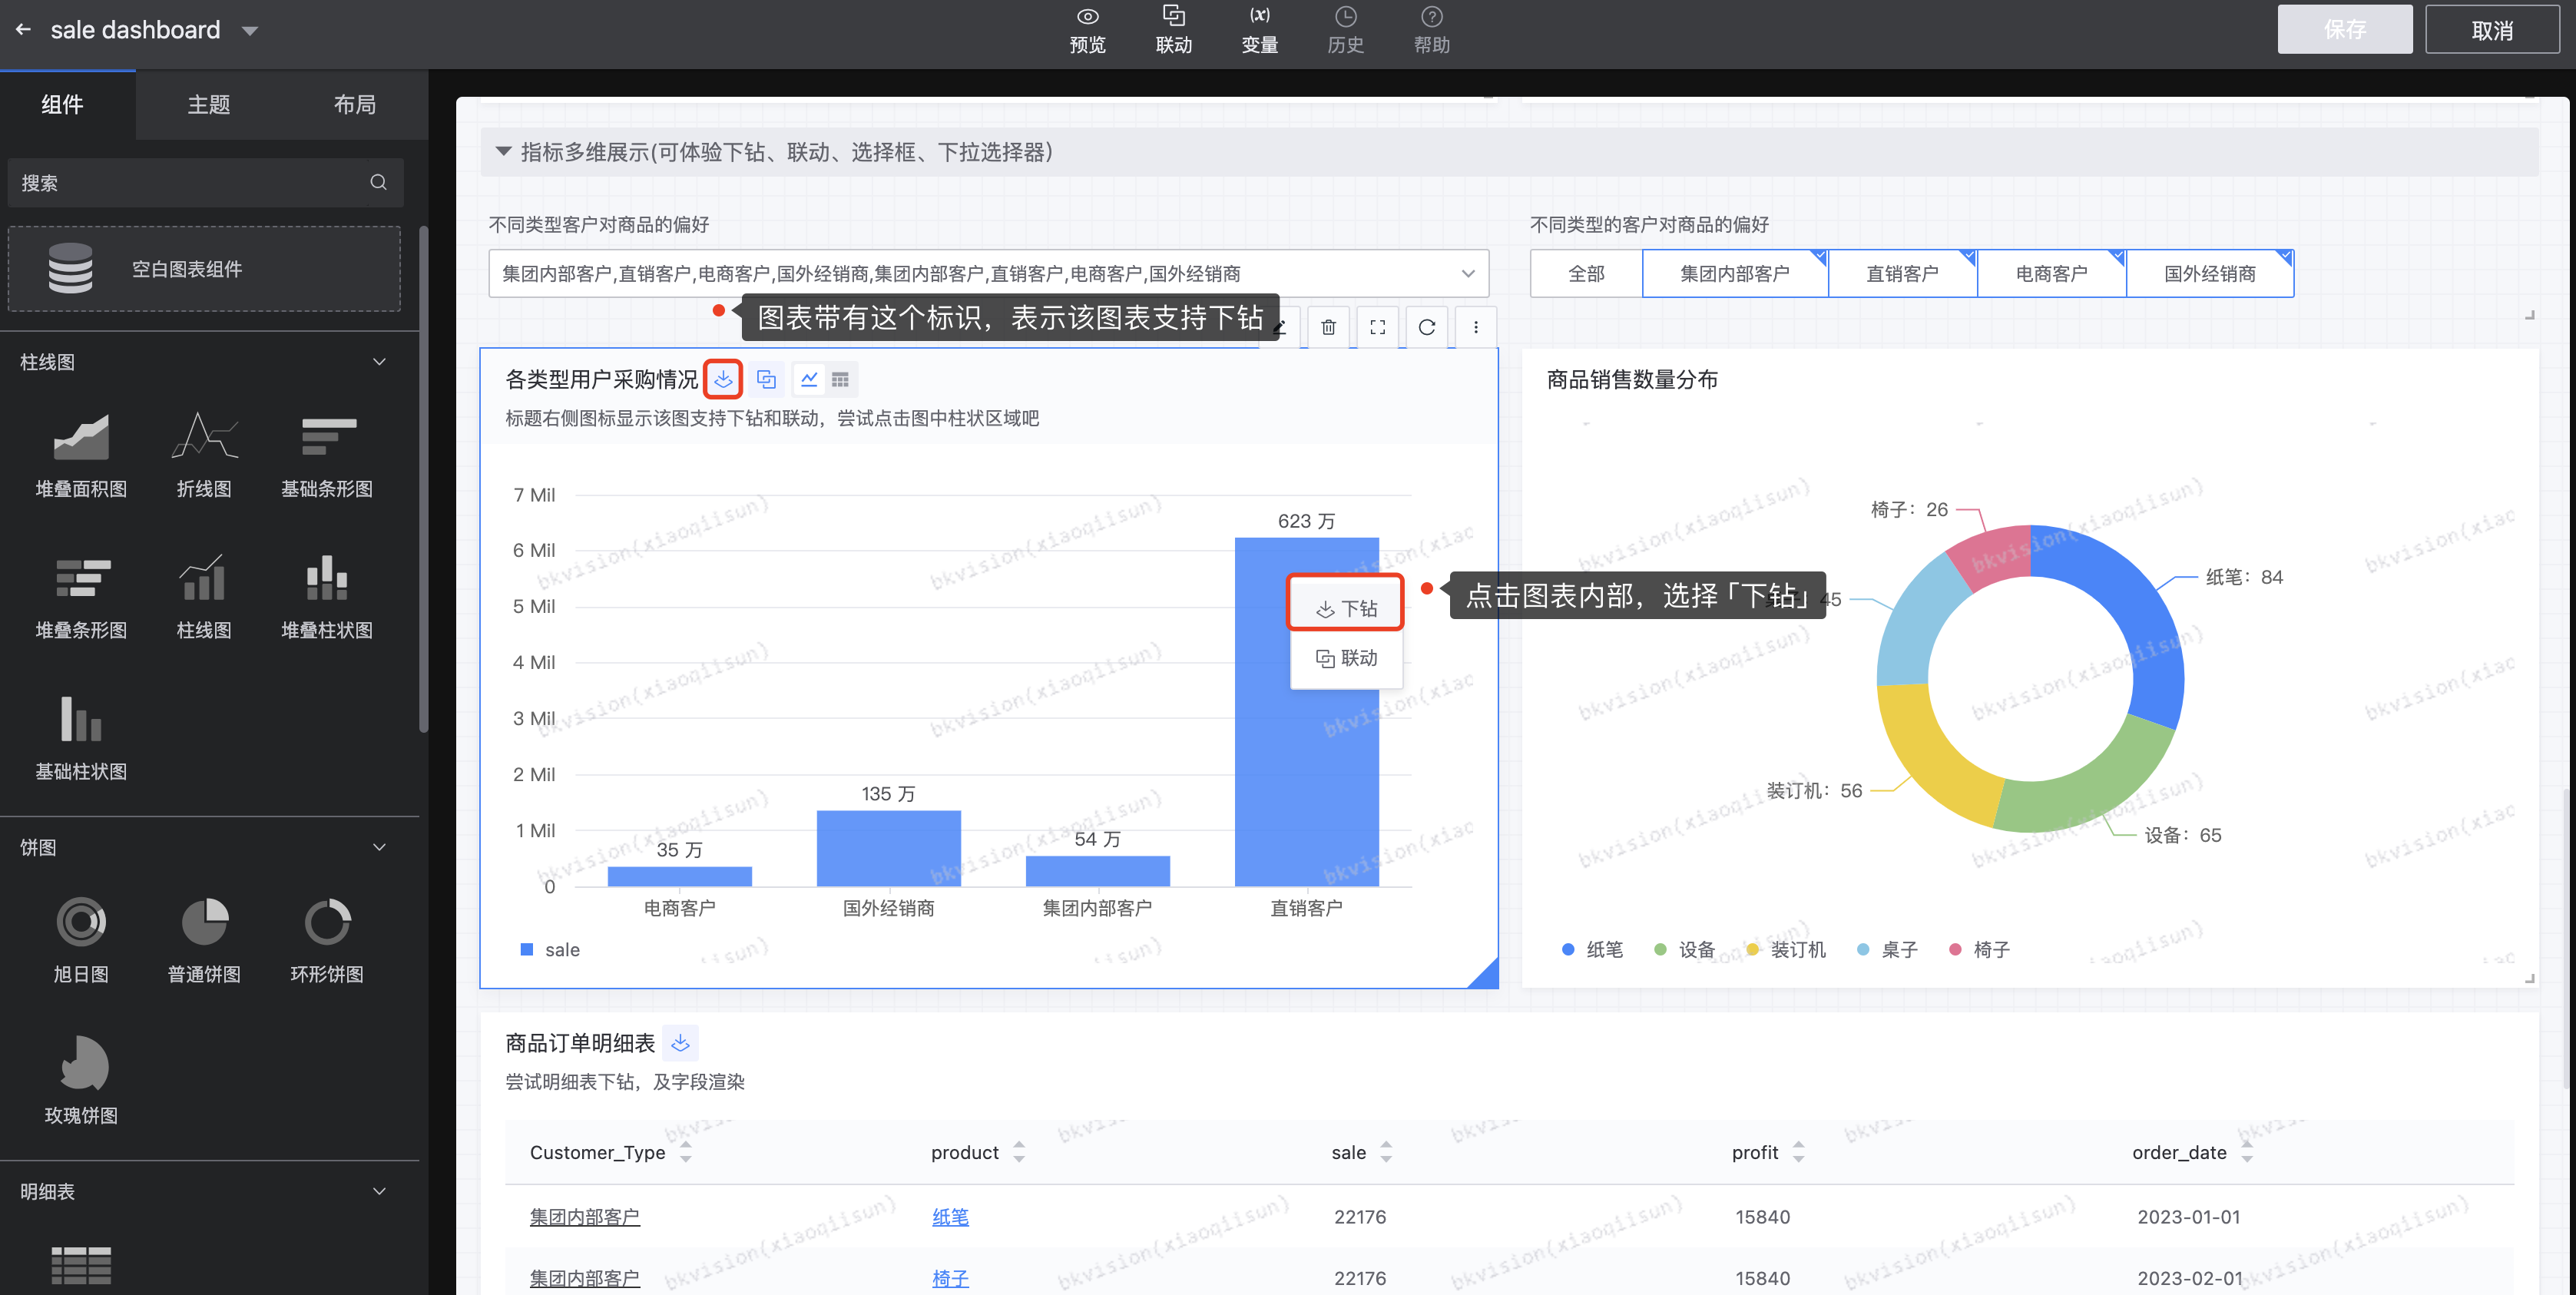 sale dashboard
预览
联动
变量
历史
帮助
保存
取消
组件
主题
布局
搜索
空白图表组件
柱线图
堆叠面积图
折线图
基础条形图
堆叠条形图
柱线图
堆叠柱状图
基础柱状图
饼图
旭日图
普通饼图
环形饼图
玫瑰饼图
明细表
指标多维展示(可体验下钻、联动、选择框、下拉选择器)
不同类型客户对商品的偏好
集团内部客户,直销客户,电商客户,国外经销商,集团内部客户,直销客户,电商客户,国外经销商
不同类型的客户对商品的偏好
全部
集团内部客户
直销客户
电商客户
国外经销商
图表带有这个标识，表示该图表支持下钻
各类型用户采购情况
标题右侧图标显示该图支持下钻和联动，尝试点击图中柱状区域吧
7 Mil
6 Mil
5 Mil
4 Mil
3 Mil
2 Mil
1 Mil
0
35 万
135 万
54 万
623 万
电商客户
国外经销商
集团内部客户
直销客户
sale
下钻
联动
点击图表内部，选择「下钻」
商品销售数量分布
椅子：26
纸笔：84
45
装订机：56
设备：65
纸笔
设备
装订机
桌子
椅子
bkvision(xiaoqiisun)
商品订单明细表
尝试明细表下钻，及字段渲染
Customer_Type product sale profit order_date
集团内部客户 纸笔 22176 15840 2023-01-01
集团内部客户 椅子 22176 15840 2023-02-01